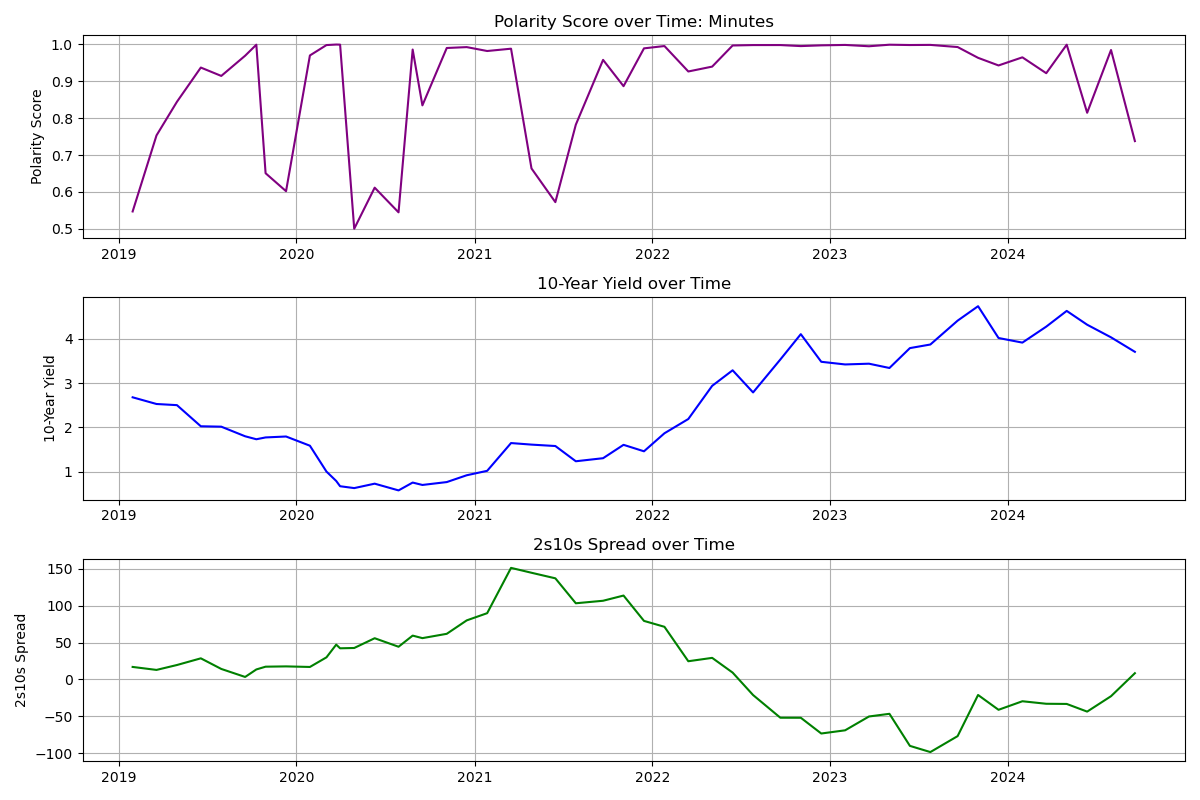 Polarity Score over Time: Minutes
Polarity Score
1.0
0.9
0.8
0.7
0.6
0.5
2019 2020 2021 2022 2023 2024
10-Year Yield over Time
10-Year Yield
4
3
2
1
2019 2020 2021 2022 2023 2024
2s10s Spread over Time
2s10s Spread
150
100
50
0
−50
−100
2019 2020 2021 2022 2023 2024